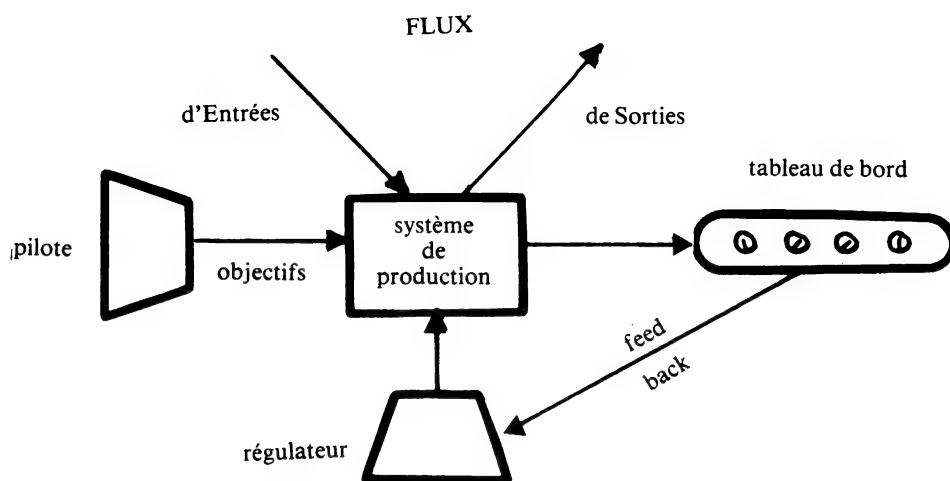 FLUX
d'Entrées
de Sorties
tableau de bord
système
de
production
pilote
objectifs
feed
back
régulateur